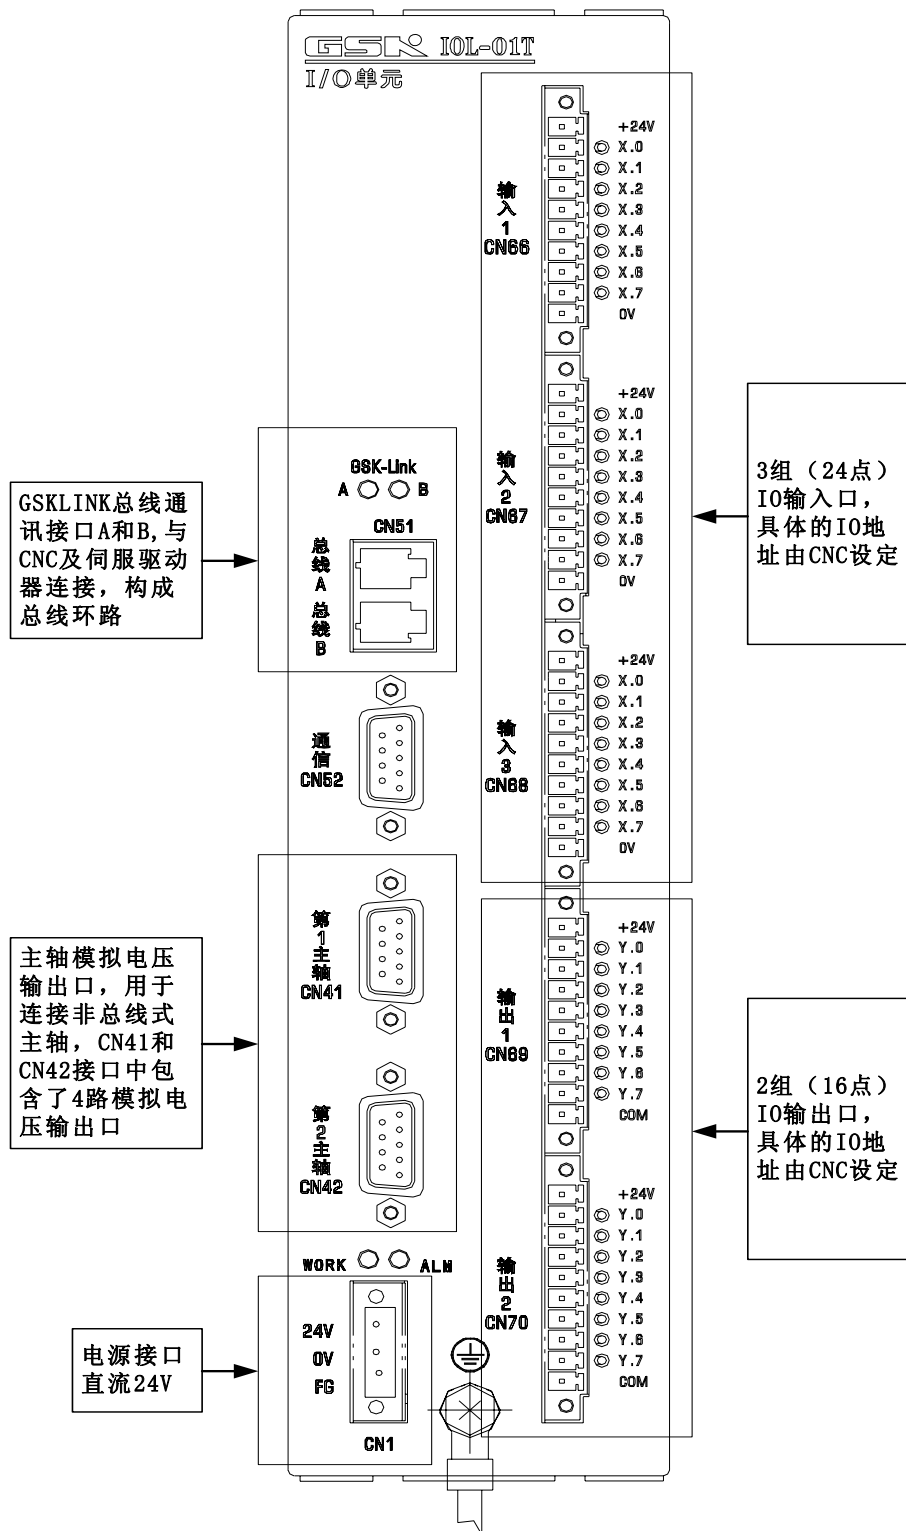 GSK IOL-01T
I/O单元
输入1
CN66
+24V
X.0
X.1
X.2
X.3
X.4
X.5
X.6
X.7
0V
输入2
CN67
+24V
X.0
X.1
X.2
X.3
X.4
X.5
X.6
X.7
0V
输入3
CN68
+24V
X.0
X.1
X.2
X.3
X.4
X.5
X.6
X.7
0V
输出1
CN69
+24V
Y.0
Y.1
Y.2
Y.3
Y.4
Y.5
Y.6
Y.7
COM
输出2
CN70
+24V
Y.0
Y.1
Y.2
Y.3
Y.4
Y.5
Y.6
Y.7
COM
GSK-Link
A B
CN51
总线A
总线B
通信
CN52
第1主轴
CN41
第2主轴
CN42
WORK ALM
24V
0V
FG
CN1
GSKLINK总线通
讯接口A和B,与
CNC及伺服驱动
器连接，构成
总线环路
主轴模拟电压
输出口，用于
连接非总线式
主轴，CN41和
CN42接口中包
含了4路模拟电
压输出口
电源接口
直流24V
3组（24点）
IO输入口，
具体的IO地
址由CNC设定
2组（16点）
IO输出口，
具体的IO地
址由CNC设定